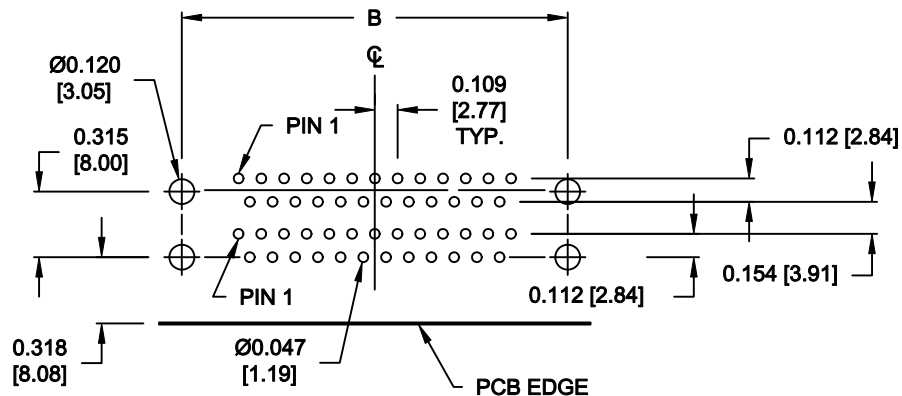 B
℄
Ø0.120
[3.05]
0.109
[2.77]
TYP.
PIN 1
0.315
[8.00]
0.112 [2.84]
PIN 1
0.112 [2.84]
0.154 [3.91]
0.318
[8.08]
Ø0.047
[1.19]
PCB EDGE